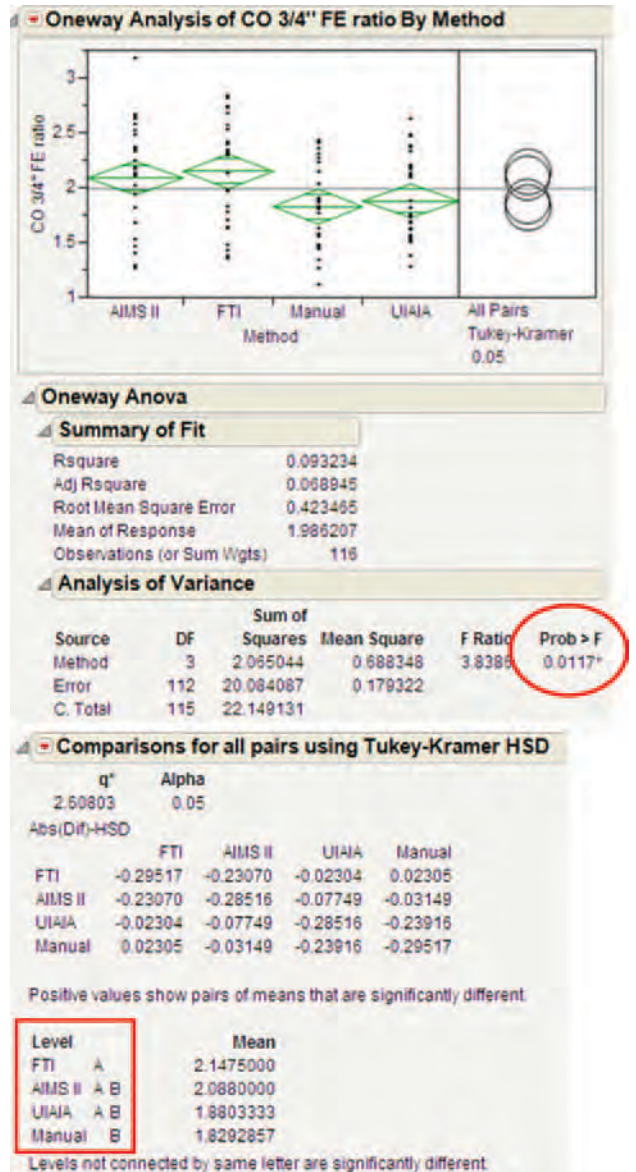 Oneway Analysis of CO 3/4" FE ratio By Method
CO 3/4" FE ratio
3
2.5
2
1.5
1
AIMS II FTI Manual UIAIA
Method
All Pairs
Tukey-Kramer
0.05
Oneway Anova
Summary of Fit
Rsquare 0.093234
Adj Rsquare 0.068945
Root Mean Square Error 0.423465
Mean of Response 1.986207
Observations (or Sum Wgts) 116
Analysis of Variance
Sum of
Source DF Squares Mean Square F Ratio Prob > F
Method 3 2.065044 0.688348 3.8386 0.0117*
Error 112 20.084087 0.179322
C. Total 115 22.149131
Comparisons for all pairs using Tukey-Kramer HSD
q* Alpha
2.60803 0.05
Abs(Dif)-HSD
FTI AIMS II UIAIA Manual
FTI -0.29517 -0.23070 -0.02304 0.02305
AIMS II -0.23070 -0.28516 -0.07749 -0.03149
UIAIA -0.02304 -0.07749 -0.28516 -0.23916
Manual 0.02305 -0.03149 -0.23916 -0.29517
Positive values show pairs of means that are significantly different.
Level Mean
FTI A 2.1475000
AIMS II A B 2.0880000
UIAIA A B 1.8803333
Manual B 1.8292857
Levels not connected by same letter are significantly different.